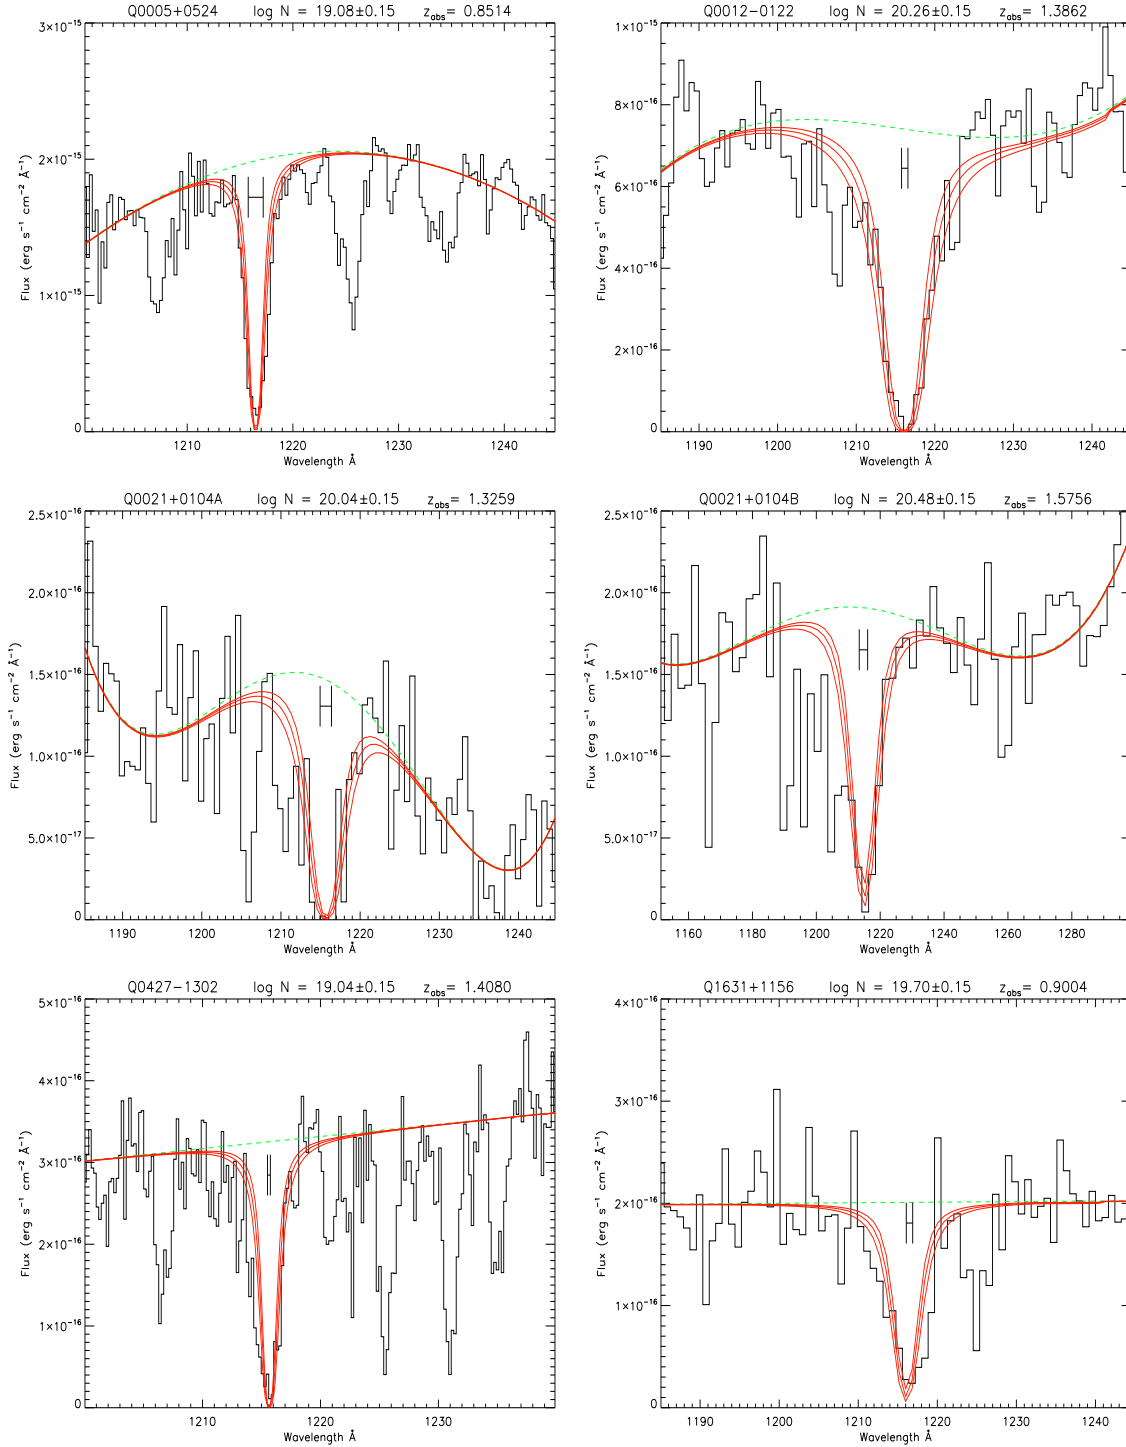 Q0005+0524 log N = 19.08±0.15 z_abs= 0.8514
3×10⁻¹⁵
2×10⁻¹⁵
1×10⁻¹⁵
0
Flux (erg s⁻¹ cm⁻² Å⁻¹)
1210 1220 1230 1240
Wavelength Å
Q0012−0122 log N = 20.26±0.15 z_abs= 1.3862
1×10⁻¹⁵
8×10⁻¹⁶
6×10⁻¹⁶
4×10⁻¹⁶
2×10⁻¹⁶
0
Flux (erg s⁻¹ cm⁻² Å⁻¹)
1190 1200 1210 1220 1230 1240
Wavelength Å
Q0021+0104A log N = 20.04±0.15 z_abs= 1.3259
2.5×10⁻¹⁶
2.0×10⁻¹⁶
1.5×10⁻¹⁶
1.0×10⁻¹⁶
5.0×10⁻¹⁷
0
Flux (erg s⁻¹ cm⁻² Å⁻¹)
1190 1200 1210 1220 1230 1240
Wavelength Å
Q0021+0104B log N = 20.48±0.15 z_abs= 1.5756
2.5×10⁻¹⁶
2.0×10⁻¹⁶
1.5×10⁻¹⁶
1.0×10⁻¹⁶
5.0×10⁻¹⁷
0
Flux (erg s⁻¹ cm⁻² Å⁻¹)
1160 1180 1200 1220 1240 1260 1280
Wavelength Å
Q0427−1302 log N = 19.04±0.15 z_abs= 1.4080
5×10⁻¹⁶
4×10⁻¹⁶
3×10⁻¹⁶
2×10⁻¹⁶
1×10⁻¹⁶
0
Flux (erg s⁻¹ cm⁻² Å⁻¹)
1210 1220 1230
Wavelength Å
Q1631+1156 log N = 19.70±0.15 z_abs= 0.9004
4×10⁻¹⁶
3×10⁻¹⁶
2×10⁻¹⁶
1×10⁻¹⁶
0
Flux (erg s⁻¹ cm⁻² Å⁻¹)
1190 1200 1210 1220 1230 1240
Wavelength Å